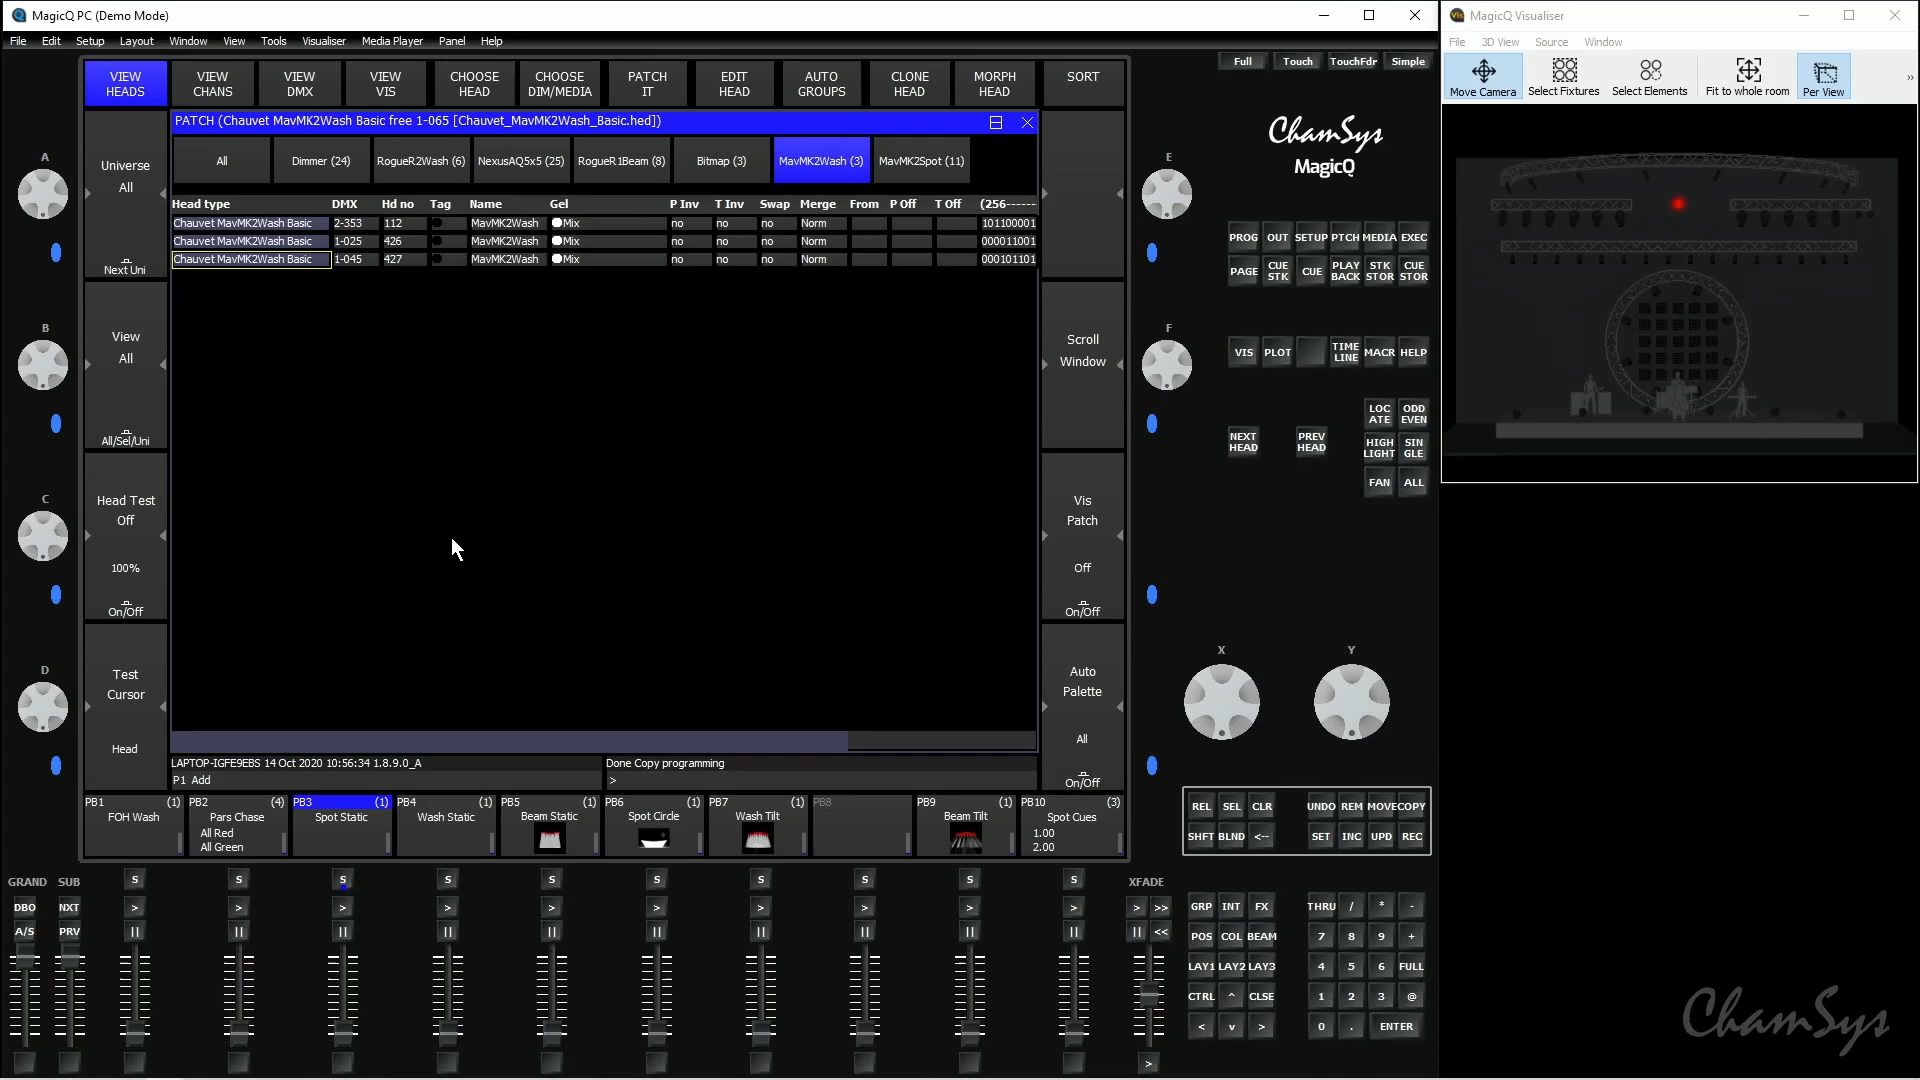 MagicQ PC (Demo Mode)
File Edit Setup Layout Window View Tools Visualiser Media Player Panel Help
VIEW HEADS
VIEW CHANS
VIEW DMX
VIEW VIS
CHOOSE HEAD
CHOOSE DIM/MEDIA
PATCH IT
EDIT HEAD
AUTO GROUPS
CLONE HEAD
MORPH HEAD
SORT
PATCH (Chauvet MavMK2Wash Basic free 1-065 [Chauvet_MavMK2Wash_Basic.hed])
All Dimmer (24) RogueR2Wash (6) NexusAQ5x5 (25) RogueR1Beam (8) Bitmap (3) MavMK2Wash (3) MavMK2Spot (11)
Head type DMX Hd no Tag Name Gel P Inv T Inv Swap Merge From P Off T Off (256------
Chauvet MavMK2Wash Basic 2-353 112 MavMK2Wash Mix no no no Norm 101100001
Chauvet MavMK2Wash Basic 1-025 426 MavMK2Wash Mix no no no Norm 000011001
Chauvet MavMK2Wash Basic 1-045 427 MavMK2Wash Mix no no no Norm 000101101
A
Universe
All
Next Uni
B
View
All
All/Sel/Uni
C
Head Test
Off
100%
On/Off
D
Test
Cursor
Head
Scroll
Window
Vis
Patch
Off
On/Off
Auto
Palette
All
On/Off
E
F
LAPTOP-IGFE9EBS 14 Oct 2020 10:56:34 1.8.9.0_A
Done Copy programming
P1 Add
>
PB1 (1) PB2 (4) PB3 (1) PB4 (1) PB5 (1) PB6 (1) PB7 (1) PB8 PB9 (1) PB10 (3)
FOH Wash Pars Chase Spot Static Wash Static Beam Static Spot Circle Wash Tilt Beam Tilt Spot Cues
All Red 1.00
All Green 2.00
GRAND SUB S S S S S S S S S S XFADE
DBO NXT > > > > > > > > > > > >>
A/S PRV || || || || || || || || || || || <<
>
Full Touch TouchFdr Simple
ChamSys
MagicQ
PROG OUT SETUP PTCH MEDIA EXEC
PAGE CUE STK CUE PLAY BACK STK STOR CUE STOR
VIS PLOT TIME LINE MACR HELP
LOC ATE ODD EVEN
NEXT HEAD PREV HEAD HIGH LIGHT SIN GLE
FAN ALL
X Y
REL SEL CLR UNDO REM MOVE COPY
SHFT BLND <-- SET INC UPD REC
GRP INT FX THRU / * -
POS COL BEAM 7 8 9 +
LAY1 LAY2 LAY3 4 5 6 FULL
CTRL ^ CLSE 1 2 3 @
< v > 0 . ENTER
MagicQ Visualiser
File 3D View Source Window
Move Camera Select Fixtures Select Elements Fit to whole room Per View »
ChamSys